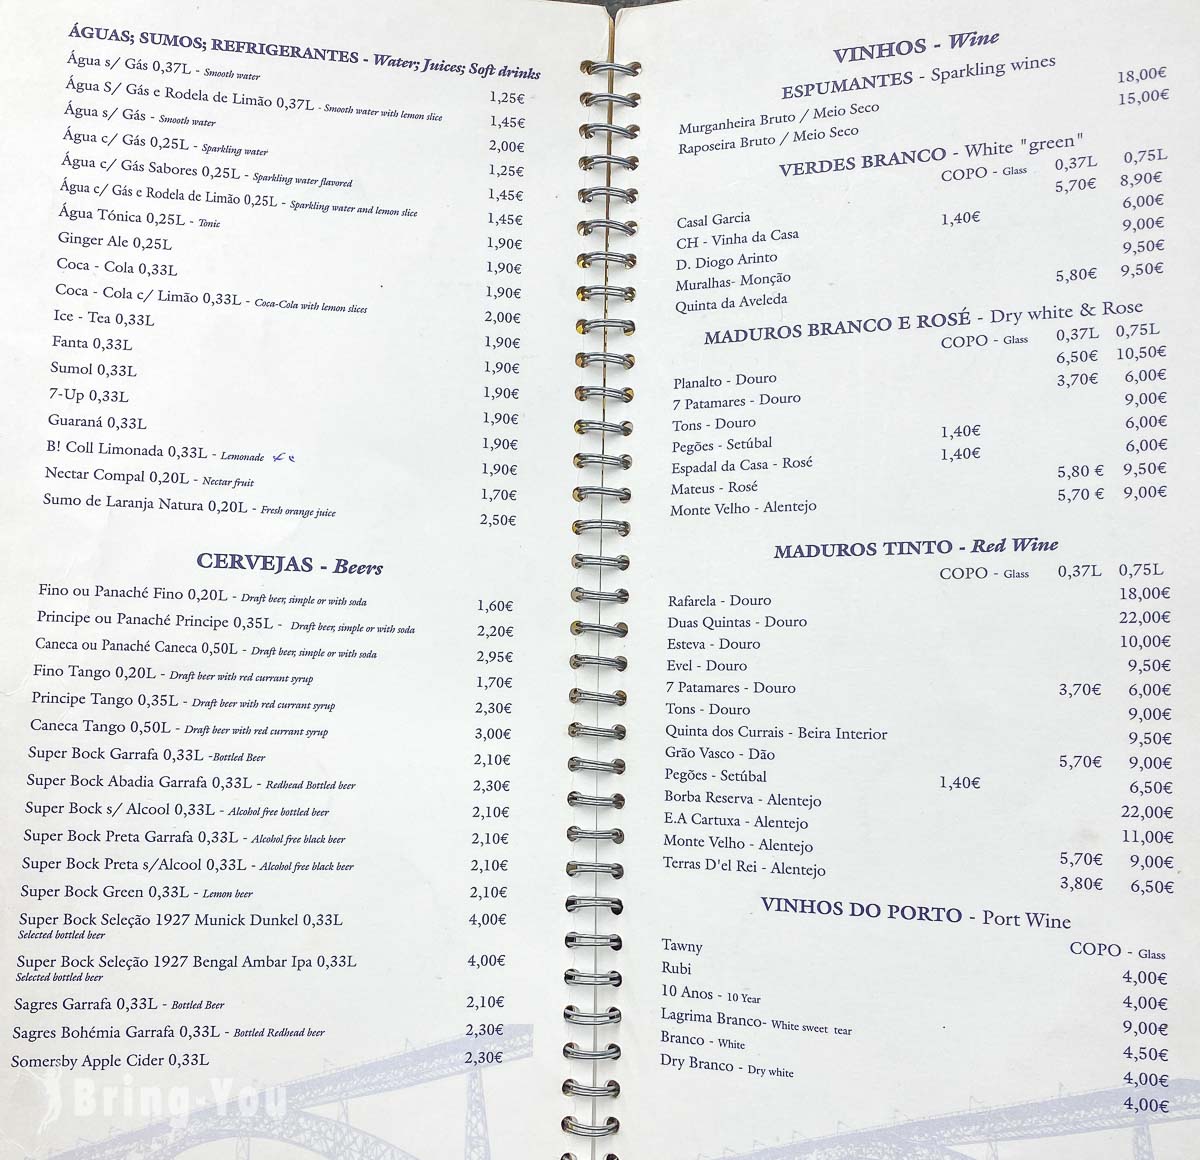 ÁGUAS; SUMOS; REFRIGERANTES - Water; Juices; Soft drinks
Água s/ Gás 0,37L - Smooth water 1,25€
Água S/ Gás e Rodela de Limão 0,37L - Smooth water with lemon slice 1,45€
Água s/ Gás - Smooth water 2,00€
Água c/ Gás 0,25L - Sparkling water 1,25€
Água c/ Gás Sabores 0,25L - Sparkling water flavored 1,45€
Água c/ Gás e Rodela de Limão 0,25L - Sparkling water and lemon slice 1,45€
Água Tónica 0,25L - Tonic 1,90€
Ginger Ale 0,25L 1,90€
Coca - Cola 0,33L 1,90€
Coca - Cola c/ Limão 0,33L - Coca-Cola with lemon slices 2,00€
Ice - Tea 0,33L 1,90€
Fanta 0,33L 1,90€
Sumol 0,33L 1,90€
7-Up 0,33L 1,90€
Guaraná 0,33L 1,90€
B! Coll Limonada 0,33L - Lemonade 1,90€
Nectar Compal 0,20L - Nectar fruit 1,70€
Sumo de Laranja Natura 0,20L - Fresh orange juice 2,50€
CERVEJAS - Beers
Fino ou Panaché Fino 0,20L - Draft beer, simple or with soda 1,60€
Principe ou Panaché Principe 0,35L - Draft beer, simple or with soda 2,20€
Caneca ou Panaché Caneca 0,50L - Draft beer, simple or with soda 2,95€
Fino Tango 0,20L - Draft beer with red currant syrup 1,70€
Principe Tango 0,35L - Draft beer with red currant syrup 2,30€
Caneca Tango 0,50L - Draft beer with red currant syrup 3,00€
Super Bock Garrafa 0,33L -Bottled Beer 2,10€
Super Bock Abadia Garrafa 0,33L - Redhead Bottled beer 2,30€
Super Bock s/ Alcool 0,33L - Alcohol free bottled beer 2,10€
Super Bock Preta Garrafa 0,33L - Alcohol free black beer 2,10€
Super Bock Preta s/Alcool 0,33L - Alcohol free black beer 2,10€
Super Bock Green 0,33L - Lemon beer 2,10€
Super Bock Seleção 1927 Munick Dunkel 0,33L 4,00€
Selected bottled beer
Super Bock Seleção 1927 Bengal Ambar Ipa 0,33L 4,00€
Selected bottled beer
Sagres Garrafa 0,33L - Bottled Beer 2,10€
Sagres Bohémia Garrafa 0,33L - Bottled Redhead beer 2,30€
Somersby Apple Cider 0,33L 2,30€
Bring-You
VINHOS - Wine
ESPUMANTES - Sparkling wines
Murganheira Bruto / Meio Seco 18,00€
Raposeira Bruto / Meio Seco 15,00€
VERDES BRANCO - White "green"
COPO - Glass 0,37L 0,75L
Casal Garcia 5,70€ 8,90€
CH - Vinha da Casa 1,40€ 6,00€
D. Diogo Arinto 9,00€
Muralhas- Monção 9,50€
Quinta da Aveleda 5,80€ 9,50€
MADUROS BRANCO E ROSÉ - Dry white & Rose
COPO - Glass 0,37L 0,75L
Planalto - Douro 6,50€ 10,50€
7 Patamares - Douro 3,70€ 6,00€
Tons - Douro 9,00€
Pegões - Setúbal 1,40€ 6,00€
Espadal da Casa - Rosé 1,40€ 6,00€
Mateus - Rosé 5,80 € 9,50€
Monte Velho - Alentejo 5,70 € 9,00€
MADUROS TINTO - Red Wine
COPO - Glass 0,37L 0,75L
Rafarela - Douro 18,00€
Duas Quintas - Douro 22,00€
Esteva - Douro 10,00€
Evel - Douro 9,50€
7 Patamares - Douro 3,70€ 6,00€
Tons - Douro 9,00€
Quinta dos Currais - Beira Interior 9,50€
Grão Vasco - Dão 5,70€ 9,00€
Pegões - Setúbal 1,40€ 6,50€
Borba Reserva - Alentejo 22,00€
E.A Cartuxa - Alentejo 11,00€
Monte Velho - Alentejo 5,70€ 9,00€
Terras D'el Rei - Alentejo 3,80€ 6,50€
VINHOS DO PORTO - Port Wine
COPO - Glass
Tawny 4,00€
Rubi 4,00€
10 Anos - 10 Year 9,00€
Lagrima Branco- White sweet tear 4,50€
Branco - White 4,00€
Dry Branco - Dry white 4,00€